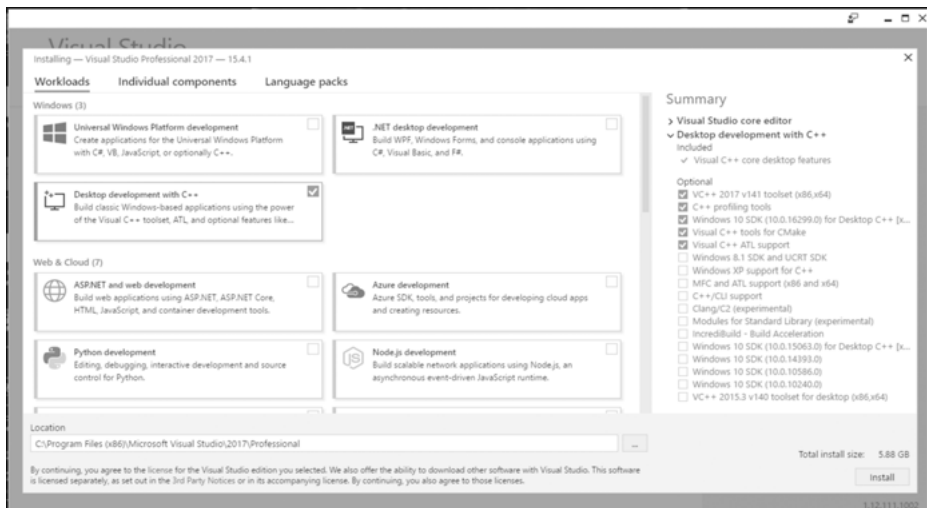 Visual Studio
Installing — Visual Studio Professional 2017 — 15.4.1
Workloads Individual components Language packs
Windows (3)
Universal Windows Platform development
Create applications for the Universal Windows Platform
with C#, VB, JavaScript, or optionally C++.
.NET desktop development
Build WPF, Windows Forms, and console applications using
C#, Visual Basic, and F#.
Desktop development with C++
Build classic Windows-based applications using the power
of the Visual C++ toolset, ATL, and optional features like...
Web & Cloud (7)
ASP.NET and web development
Build web applications using ASP.NET, ASP.NET Core,
HTML, JavaScript, and container development tools.
Azure development
Azure SDK, tools, and projects for developing cloud apps
and creating resources.
Python development
Editing, debugging, interactive development and source
control for Python.
Node.js development
Build scalable network applications using Node.js, an
asynchronous event-driven JavaScript runtime.
Summary
Visual Studio core editor
Desktop development with C++
Included
Visual C++ core desktop features
Optional
VC++ 2017 v141 toolset (x86,x64)
C++ profiling tools
Windows 10 SDK (10.0.16299.0) for Desktop C++ [x...
Visual C++ tools for CMake
Visual C++ ATL support
Windows 8.1 SDK and UCRT SDK
Windows XP support for C++
MFC and ATL support (x86 and x64)
C++/CLI support
Clang/C2 (experimental)
Modules for Standard Library (experimental)
IncrediBuild - Build Acceleration
Windows 10 SDK (10.0.15063.0) for Desktop C++ [x...
Windows 10 SDK (10.0.14393.0)
Windows 10 SDK (10.0.10586.0)
Windows 10 SDK (10.0.10240.0)
VC++ 2015.3 v140 toolset for desktop (x86,x64)
Location
C:\Program Files (x86)\Microsoft Visual Studio\2017\Professional
...
By continuing, you agree to the license for the Visual Studio edition you selected. We also offer the ability to download other software with Visual Studio. This software
is licensed separately, as set out in the 3rd Party Notices or in its accompanying license. By continuing, you also agree to those licenses.
Total install size: 5.88 GB
Install
1.12.111.1002